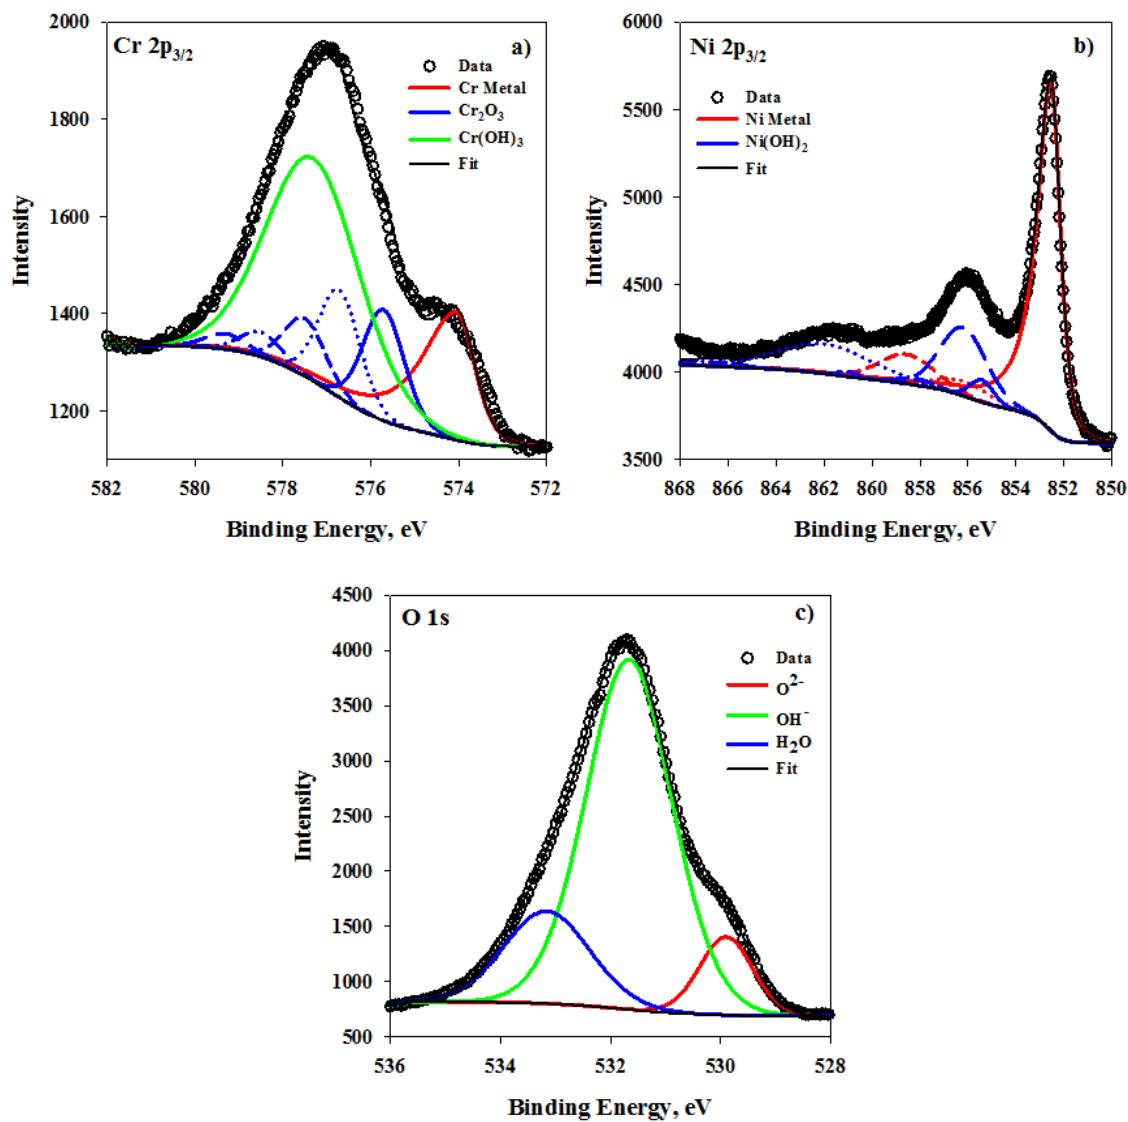 Cr 2p3/2
a)
Data
Cr Metal
Cr2O3
Cr(OH)3
Fit
2000
1800
1600
1400
1200
Intensity
582 580 578 576 574 572
Binding Energy, eV
Ni 2p3/2
b)
Data
Ni Metal
Ni(OH)2
Fit
6000
5500
5000
4500
4000
3500
Intensity
868 866 864 862 860 858 856 854 852 850
Binding Energy, eV
O 1s
c)
Data
O2-
OH-
H2O
Fit
4500
4000
3500
3000
2500
2000
1500
1000
500
Intensity
536 534 532 530 528
Binding Energy, eV